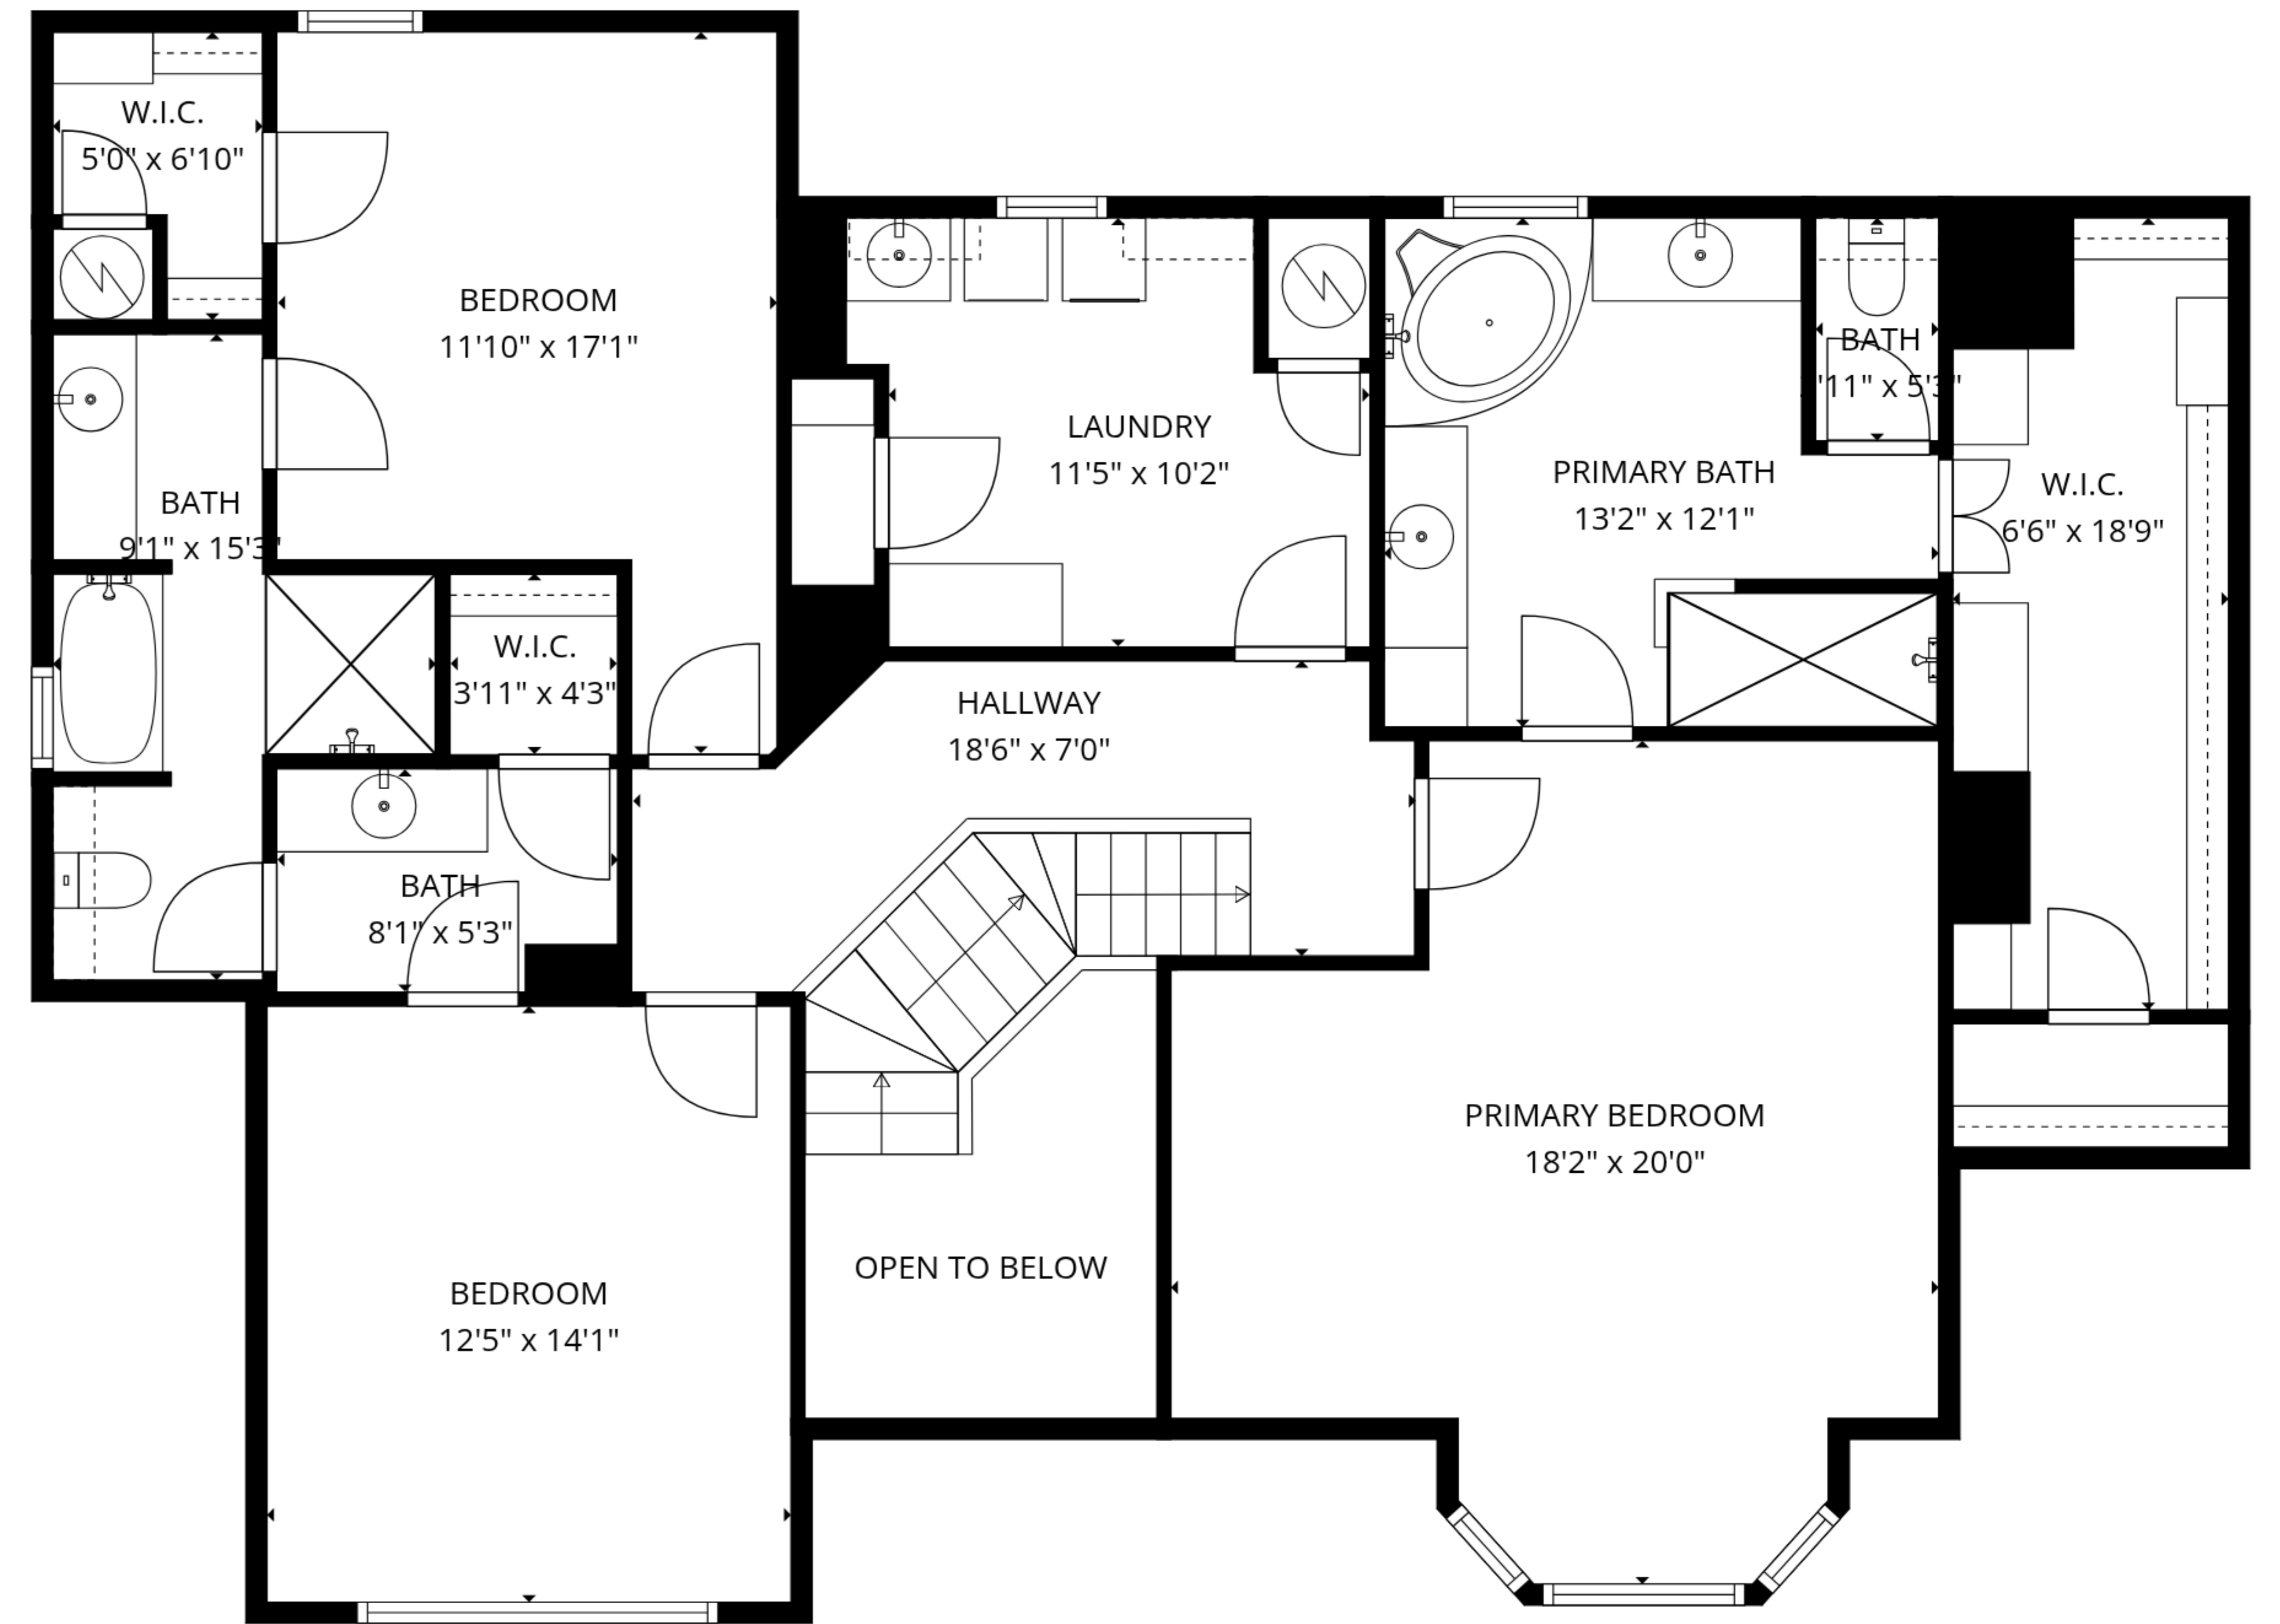 W.I.C.
5'0" x 6'10"
BEDROOM
11'10" x 17'1"
BATH
9'1" x 15'3"
W.I.C.
3'11" x 4'3"
BATH
8'1" x 5'3"
BEDROOM
12'5" x 14'1"
LAUNDRY
11'5" x 10'2"
HALLWAY
18'6" x 7'0"
OPEN TO BELOW
PRIMARY BATH
13'2" x 12'1"
BATH
'11" x 5'3"
W.I.C.
6'6" x 18'9"
PRIMARY BEDROOM
18'2" x 20'0"